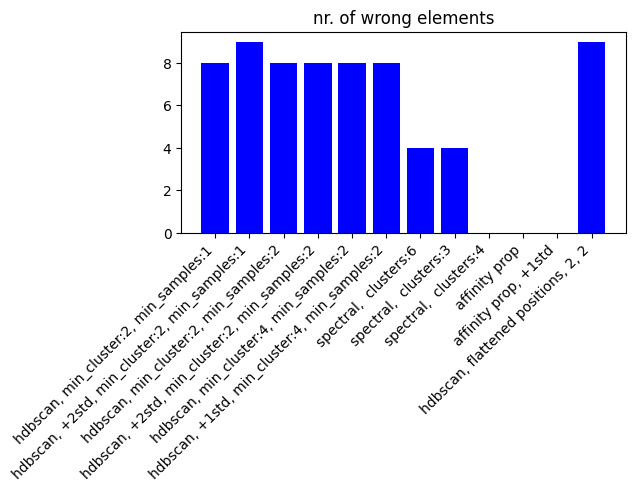 nr. of wrong elements
8
6
4
2
0
hdbscan, min_cluster:2, min_samples:1
hdbscan, +2std, min_cluster:2, min_samples:1
hdbscan, min_cluster:2, min_samples:2
hdbscan, +2std, min_cluster:2, min_samples:2
hdbscan, min_cluster:4, min_samples:2
hdbscan, +1std, min_cluster:4, min_samples:2
spectral,  clusters:6
spectral,  clusters:3
spectral,  clusters:4
affinity prop
affinity prop, +1std
hdbscan, flattened positions, 2, 2